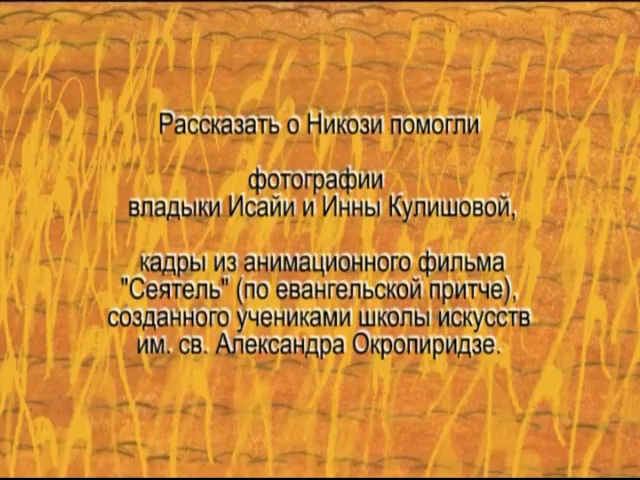 Рассказать о Никози помогли
фотографии
владыки Исайи и Инны Кулишовой,
кадры из анимационного фильма
"Сеятель" (по евангельской притче),
созданного учениками школы искусств
им. св. Александра Окропиридзе.